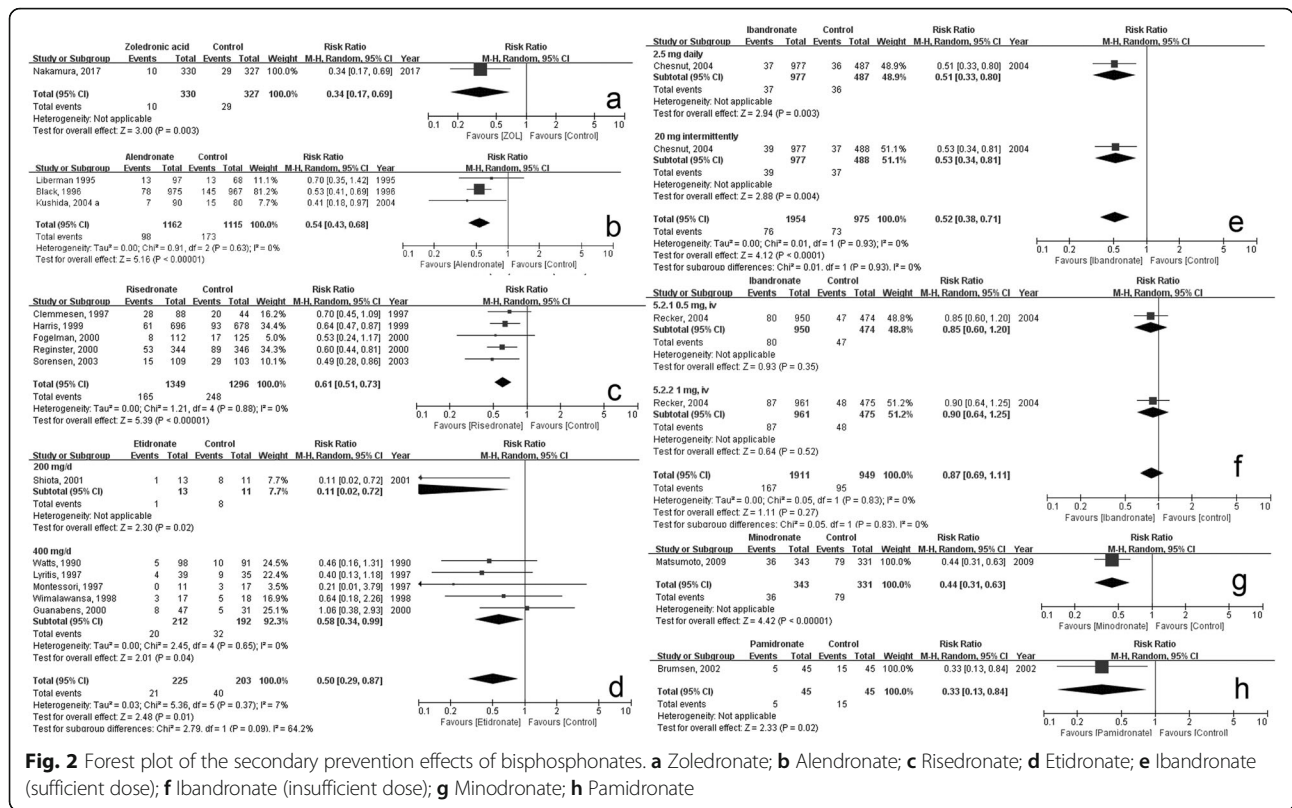 Zoledronic acid Control Risk Ratio Risk Ratio
Study or Subgroup Events Total Events Total Weight M-H, Random, 95% CI Year M-H, Random, 95% CI
Nakamura, 2017 10 330 29 327 100.0% 0.34 [0.17, 0.69] 2017
Total (95% CI) 330 327 100.0% 0.34 [0.17, 0.69]
Total events 10 29
Heterogeneity: Not applicable
Test for overall effect: Z = 3.00 (P = 0.003)
0.1 0.2 0.5 1 2 5 10
Favours [ZOL] Favours [Control]
a
Alendronate Control Risk Ratio Risk Ratio
Study or Subgroup Events Total Events Total Weight M-H, Random, 95% CI Year M-H, Random, 95% CI
Liberman 1995 13 97 13 68 11.1% 0.70 [0.35, 1.42] 1995
Black, 1996 78 975 145 967 81.2% 0.53 [0.41, 0.69] 1996
Kushida, 2004 a 7 90 15 80 7.7% 0.41 [0.18, 0.97] 2004
Total (95% CI) 1162 1115 100.0% 0.54 [0.43, 0.68]
Total events 98 173
Heterogeneity: Tau² = 0.00; Chi² = 0.91, df = 2 (P = 0.63); I² = 0%
Test for overall effect: Z = 5.16 (P < 0.00001)
0.1 0.2 0.5 1 2 5 10
Favours [Alendronate] Favours [Control]
b
Risedronate Control Risk Ratio Risk Ratio
Study or Subgroup Events Total Events Total Weight M-H, Random, 95% CI Year M-H, Random, 95% CI
Clemmesen, 1997 28 88 20 44 16.2% 0.70 [0.45, 1.09] 1997
Harris, 1999 61 696 93 678 34.4% 0.64 [0.47, 0.87] 1999
Fogelman, 2000 8 112 17 125 5.0% 0.53 [0.24, 1.17] 2000
Reginster, 2000 53 344 89 346 34.3% 0.60 [0.44, 0.81] 2000
Sorensen, 2003 15 109 29 103 10.1% 0.49 [0.28, 0.86] 2003
Total (95% CI) 1349 1296 100.0% 0.61 [0.51, 0.73]
Total events 165 248
Heterogeneity: Tau² = 0.00; Chi² = 1.21, df = 4 (P = 0.88); I² = 0%
Test for overall effect: Z = 5.39 (P < 0.00001)
0.1 0.2 0.5 1 2 5 10
Favours [Risedronate] Favours [Control]
c
Etidronate Control Risk Ratio Risk Ratio
Study or Subgroup Events Total Events Total Weight M-H, Random, 95% CI Year M-H, Random, 95% CI
200 mg/d
Shiota, 2001 1 13 8 11 7.7% 0.11 [0.02, 0.72] 2001
Subtotal (95% CI) 13 11 7.7% 0.11 [0.02, 0.72]
Total events 1 8
Heterogeneity: Not applicable
Test for overall effect: Z = 2.30 (P = 0.02)
400 mg/d
Watts, 1990 5 98 10 91 24.5% 0.46 [0.16, 1.31] 1990
Lyritis, 1997 4 39 9 35 22.4% 0.40 [0.13, 1.18] 1997
Montessori, 1997 0 11 3 17 3.5% 0.21 [0.01, 3.79] 1997
Wimalawansa, 1998 3 17 5 18 16.8% 0.64 [0.18, 2.26] 1998
Guanabens, 2000 8 47 5 31 25.1% 1.06 [0.38, 2.93] 2000
Subtotal (95% CI) 212 192 92.3% 0.58 [0.34, 0.99]
Total events 20 32
Heterogeneity: Tau² = 0.00; Chi² = 2.45, df = 4 (P = 0.65); I² = 0%
Test for overall effect: Z = 2.01 (P = 0.04)
Total (95% CI) 225 203 100.0% 0.50 [0.29, 0.87]
Total events 21 40
Heterogeneity: Tau² = 0.03; Chi² = 5.36, df = 5 (P = 0.37); I² = 7%
Test for overall effect: Z = 2.48 (P = 0.01)
Test for subgroup differences: Chi² = 2.79, df = 1 (P = 0.09), I² = 64.2%
0.1 0.2 0.5 1 2 5 10
Favours [Etidronate] Favours [Control]
d
Ibandronate Control Risk Ratio Risk Ratio
Study or Subgroup Events Total Events Total Weight M-H, Random, 95% CI Year M-H, Random, 95% CI
2.5 mg daily
Chesnut, 2004 37 977 36 487 48.9% 0.51 [0.33, 0.80] 2004
Subtotal (95% CI) 977 487 48.9% 0.51 [0.33, 0.80]
Total events 37 36
Heterogeneity: Not applicable
Test for overall effect: Z = 2.94 (P = 0.003)
20 mg intermittently
Chesnut, 2004 39 977 37 488 51.1% 0.53 [0.34, 0.81] 2004
Subtotal (95% CI) 977 488 51.1% 0.53 [0.34, 0.81]
Total events 39 37
Heterogeneity: Not applicable
Test for overall effect: Z = 2.88 (P = 0.004)
Total (95% CI) 1954 975 100.0% 0.52 [0.38, 0.71]
Total events 76 73
Heterogeneity: Tau² = 0.00; Chi² = 0.01, df = 1 (P = 0.93); I² = 0%
Test for overall effect: Z = 4.12 (P < 0.0001)
Test for subgroup differences: Chi² = 0.01, df = 1 (P = 0.93), I² = 0%
0.1 0.2 0.5 1 2 5 10
Favours [Ibandronate] Favours [Control]
e
Ibandronate Control Risk Ratio Risk Ratio
Study or Subgroup Events Total Events Total Weight M-H, Random, 95% CI Year M-H, Random, 95% CI
5.2.1 0.5 mg, iv
Recker, 2004 80 950 47 474 48.8% 0.85 [0.60, 1.20] 2004
Subtotal (95% CI) 950 474 48.8% 0.85 [0.60, 1.20]
Total events 80 47
Heterogeneity: Not applicable
Test for overall effect: Z = 0.93 (P = 0.35)
5.2.2 1 mg, iv
Recker, 2004 87 961 48 475 51.2% 0.90 [0.64, 1.25] 2004
Subtotal (95% CI) 961 475 51.2% 0.90 [0.64, 1.25]
Total events 87 48
Heterogeneity: Not applicable
Test for overall effect: Z = 0.64 (P = 0.52)
Total (95% CI) 1911 949 100.0% 0.87 [0.69, 1.11]
Total events 167 95
Heterogeneity: Tau² = 0.00; Chi² = 0.05, df = 1 (P = 0.83); I² = 0%
Test for overall effect: Z = 1.11 (P = 0.27)
Test for subgroup differences: Chi² = 0.05, df = 1 (P = 0.83), I² = 0%
0.1 0.2 0.5 1 2 5 10
Favours [Ibandronate] Favours [control]
f
Minodronate Control Risk Ratio Risk Ratio
Study or Subgroup Events Total Events Total Weight M-H, Random, 95% CI Year M-H, Random, 95% CI
Matsumoto, 2009 36 343 79 331 100.0% 0.44 [0.31, 0.63] 2009
Total (95% CI) 343 331 100.0% 0.44 [0.31, 0.63]
Total events 36 79
Heterogeneity: Not applicable
Test for overall effect: Z = 4.42 (P < 0.00001)
0.1 0.2 0.5 1 2 5 10
Favours [Minodronate] Favours [Control]
g
Pamidronate Control Risk Ratio Risk Ratio
Study or Subgroup Events Total Events Total Weight M-H, Random, 95% CI Year M-H, Random, 95% CI
Brumsen, 2002 5 45 15 45 100.0% 0.33 [0.13, 0.84] 2002
Total (95% CI) 45 45 100.0% 0.33 [0.13, 0.84]
Total events 5 15
Heterogeneity: Not applicable
Test for overall effect: Z = 2.33 (P = 0.02)
0.1 0.2 0.5 1 2 5 10
Favours [Pamidronate] Favours [Control]
h
Fig. 2 Forest plot of the secondary prevention effects of bisphosphonates. a Zoledronate; b Alendronate; c Risedronate; d Etidronate; e Ibandronate
(sufficient dose); f Ibandronate (insufficient dose); g Minodronate; h Pamidronate